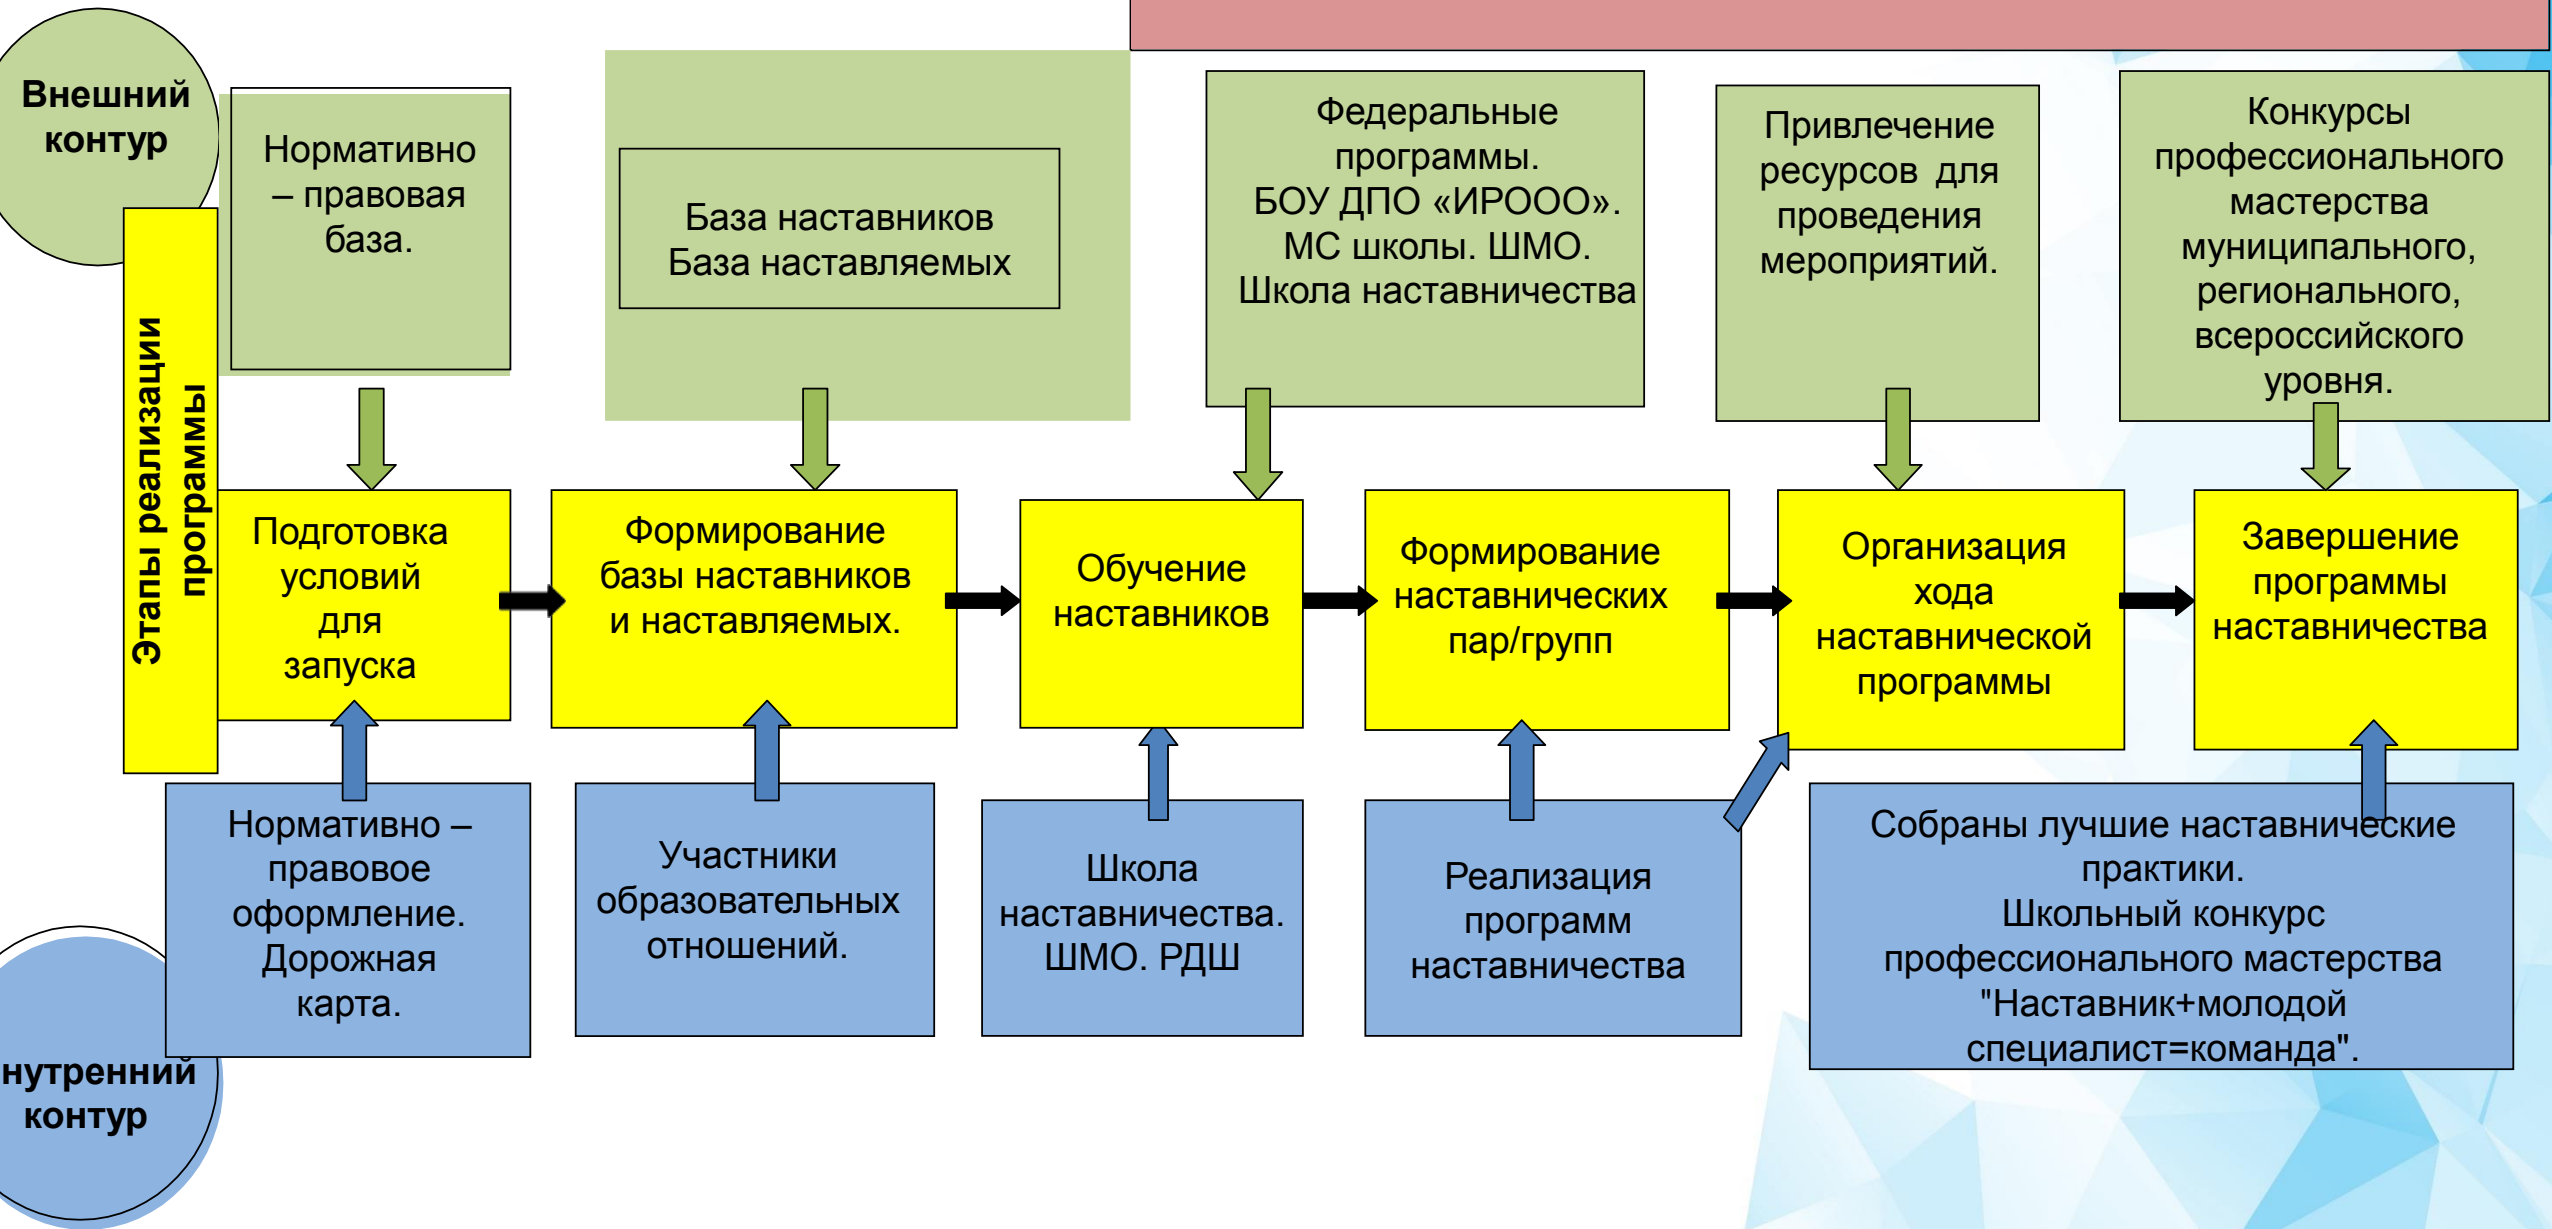 Внешний
контур
Нормативно
– правовая
база.
База наставников
База наставляемых
Федеральные
программы.
БОУ ДПО «ИРООО».
МС школы. ШМО.
Школа наставничества
Привлечение
ресурсов для
проведения
мероприятий.
Конкурсы
профессионального
мастерства
муниципального,
регионального,
всероссийского
уровня.
Этапы реализации
программы
Подготовка
условий
для
запуска
Формирование
базы наставников
и наставляемых.
Обучение
наставников
Формирование
наставнических
пар/групп
Организация
хода
наставнической
программы
Завершение
программы
наставничества
Нормативно –
правовое
оформление.
Дорожная
карта.
Участники
образовательных
отношений.
Школа
наставничества.
ШМО. РДШ
Реализация
программ
наставничества
Собраны лучшие наставнические
практики.
Школьный конкурс
профессионального мастерства
"Наставник+молодой
специалист=команда".
нутренний
контур